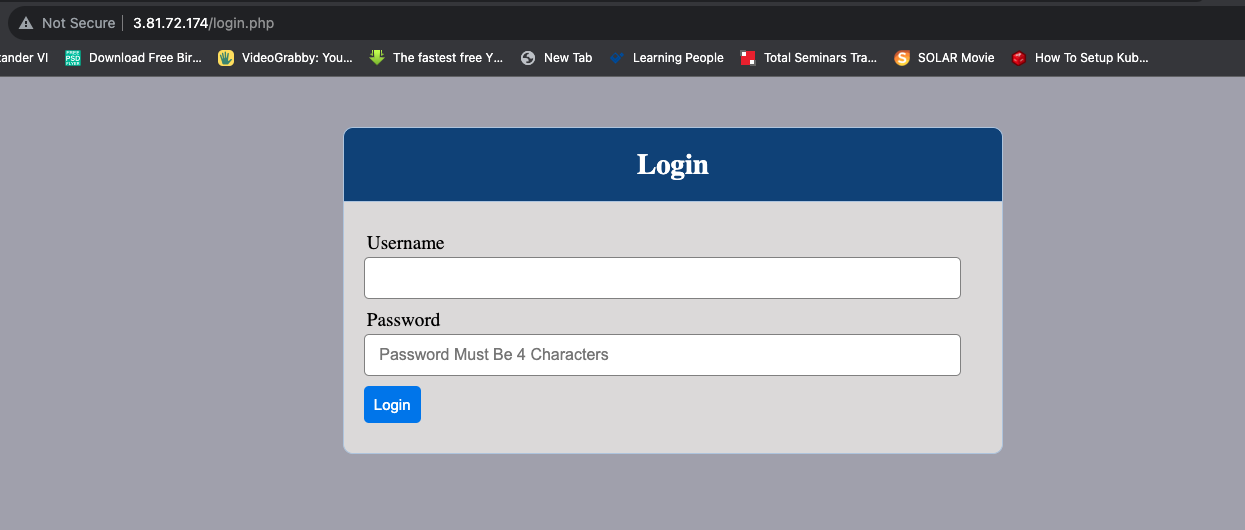 Not Secure 3.81.72.174/login.php
xander VI Download Free Bir... VideoGrabby: You... The fastest free Y... New Tab Learning People Total Seminars Tra... SOLAR Movie How To Setup Kub...
Login
Username
Password
Password Must Be 4 Characters
Login